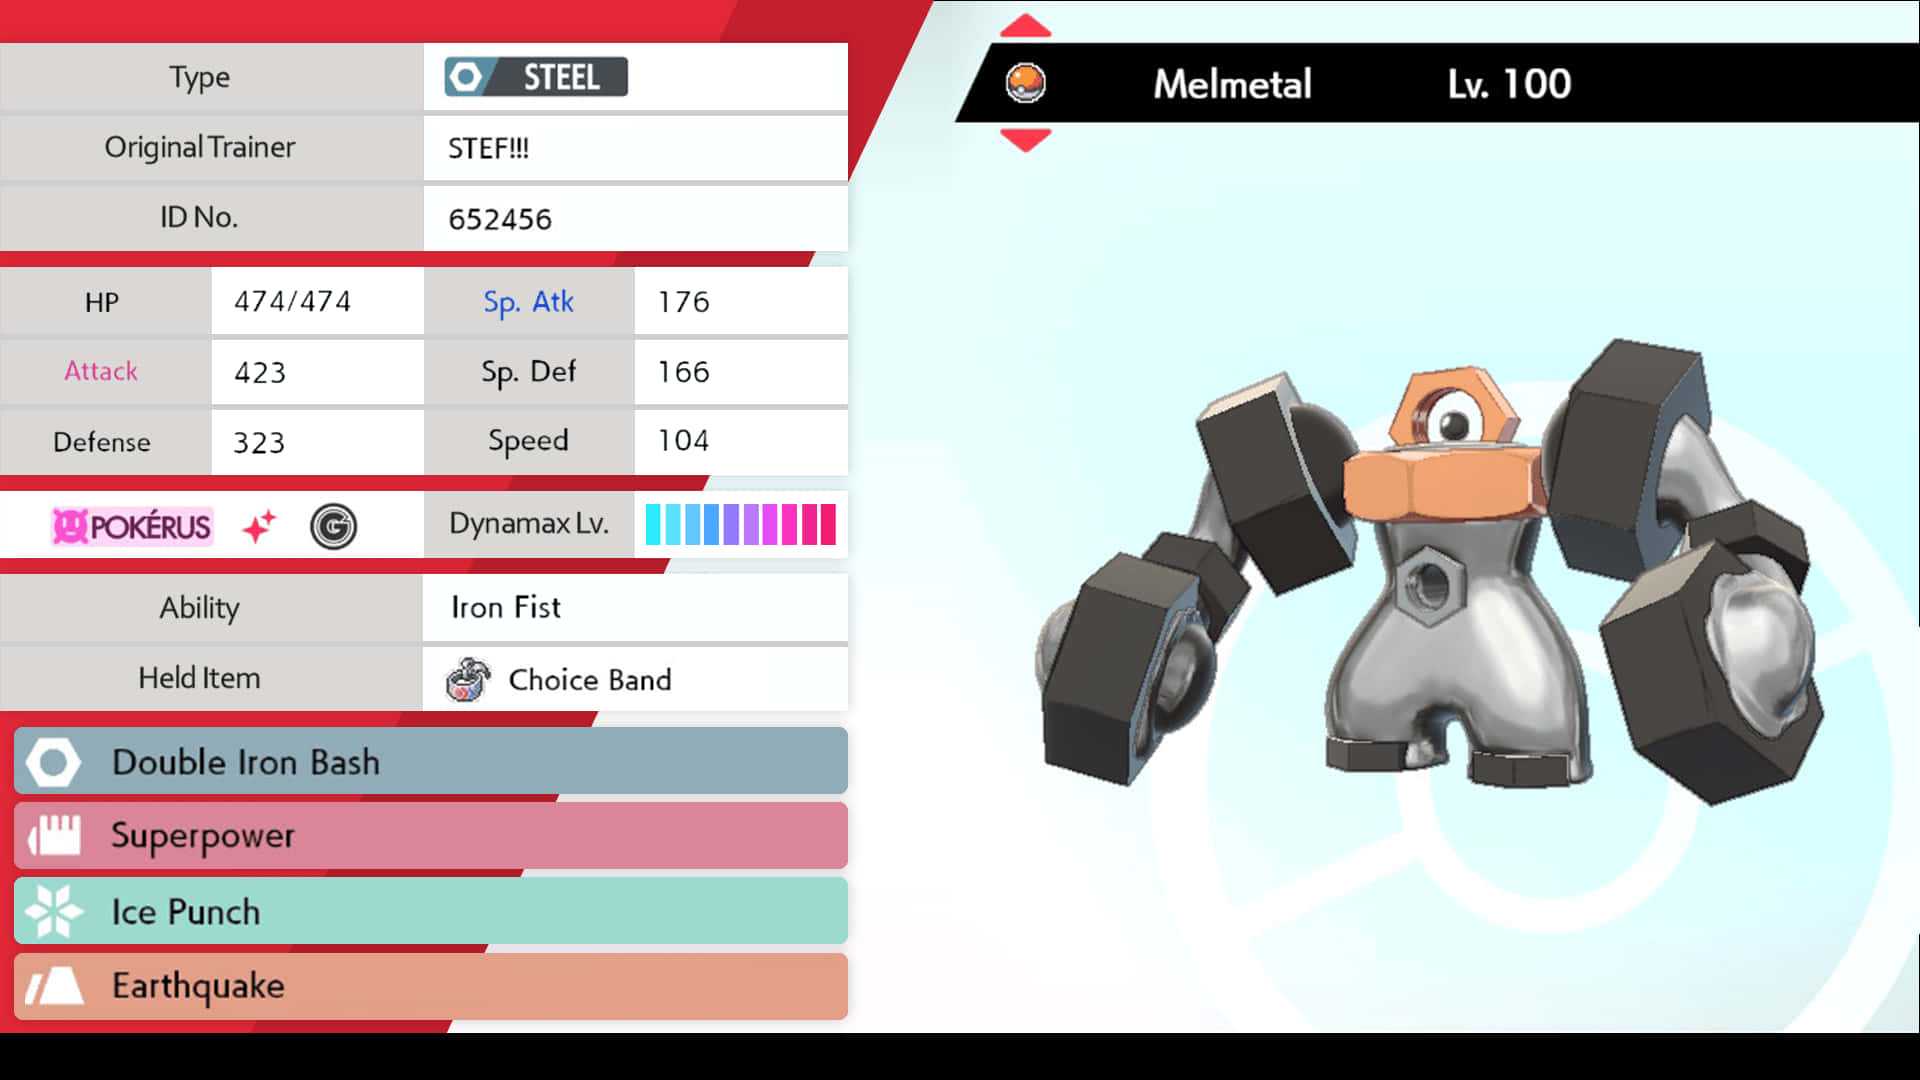 Melmetal Lv. 100
Type STEEL
Original Trainer STEF!!!
ID No. 652456
HP 474/474 Sp. Atk 176
Attack 423 Sp. Def 166
Defense 323 Speed 104
POKÉRUS G Dynamax Lv.
Ability Iron Fist
Held Item Choice Band
Double Iron Bash
Superpower
Ice Punch
Earthquake